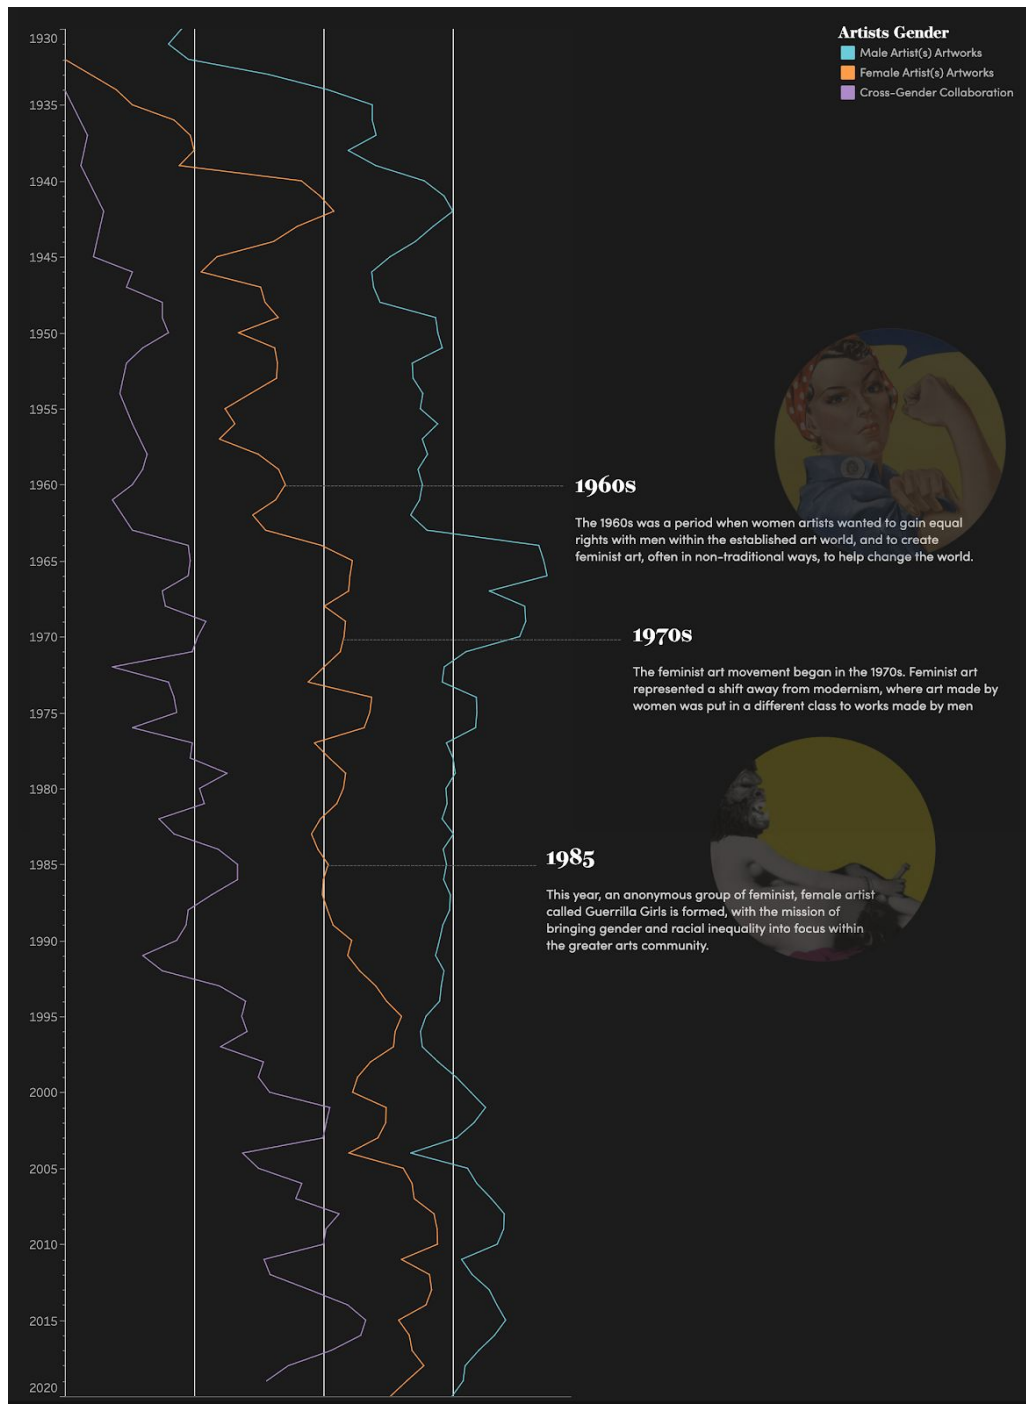 Artists Gender
Male Artist(s) Artworks
Female Artist(s) Artworks
Cross-Gender Collaboration
1930
1935
1940
1945
1950
1955
1960
1965
1970
1975
1980
1985
1990
1995
2000
2005
2010
2015
2020
1960s
The 1960s was a period when women artists wanted to gain equal
rights with men within the established art world, and to create
feminist art, often in non-traditional ways, to help change the world.
1970s
The feminist art movement began in the 1970s. Feminist art
represented a shift away from modernism, where art made by
women was put in a different class to works made by men
1985
This year, an anonymous group of feminist, female artist
called Guerrilla Girls is formed, with the mission of
bringing gender and racial inequality into focus within
the greater arts community.